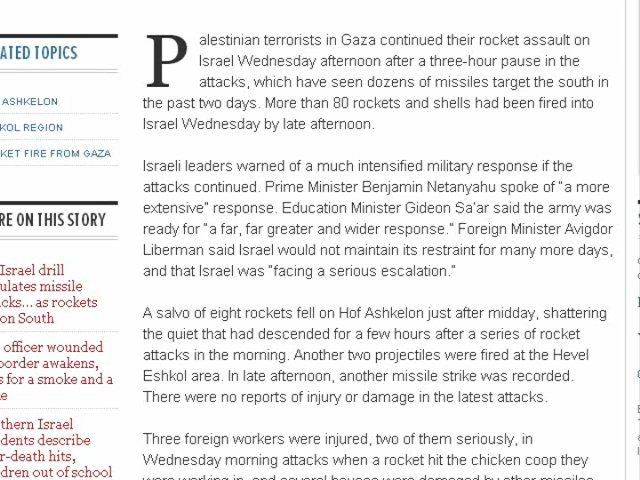 ATED TOPICS
ASHKELON
KOL REGION
KET FIRE FROM GAZA
RE ON THIS STORY
Israel drill
ulates missile
cks... as rockets
on South
officer wounded
border awakens,
s for a smoke and a
e
thern Israel
dents describe
r-death hits,
dren out of school
Palestinian terrorists in Gaza continued their rocket assault on
Israel Wednesday afternoon after a three-hour pause in the
attacks, which have seen dozens of missiles target the south in
the past two days. More than 80 rockets and shells had been fired into
Israel Wednesday by late afternoon.
Israeli leaders warned of a much intensified military response if the
attacks continued. Prime Minister Benjamin Netanyahu spoke of "a more
extensive" response. Education Minister Gideon Sa'ar said the army was
ready for "a far, far greater and wider response." Foreign Minister Avigdor
Liberman said Israel would not maintain its restraint for many more days,
and that Israel was "facing a serious escalation."
A salvo of eight rockets fell on Hof Ashkelon just after midday, shattering
the quiet that had descended for a few hours after a series of rocket
attacks in the morning. Another two projectiles were fired at the Hevel
Eshkol area. In late afternoon, another missile strike was recorded.
There were no reports of injury or damage in the latest attacks.
Three foreign workers were injured, two of them seriously, in
Wednesday morning attacks when a rocket hit the chicken coop they
were working in, and several houses were damaged by other missiles